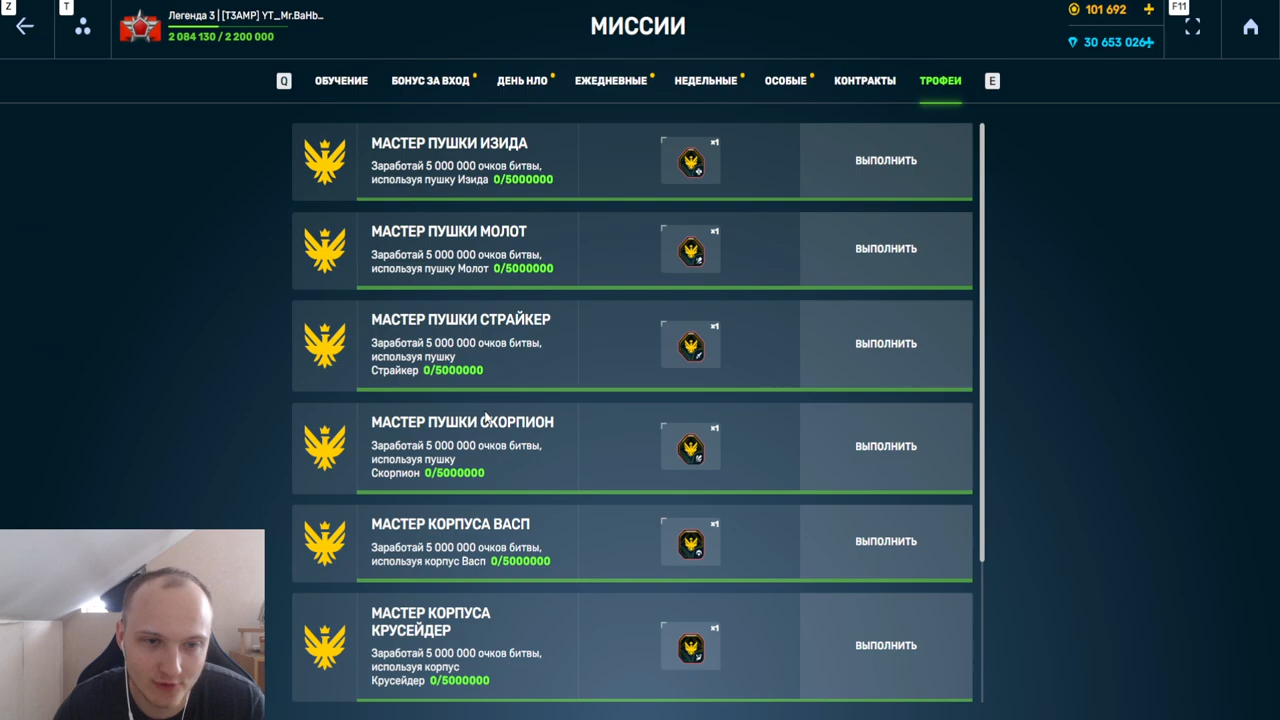 Z
T
Легенда 3 | [T3AMP] YT_Mr.BaHb...
2 084 130 / 2 200 000
МИССИИ
101 692 +
30 653 026+
F11
Q
ОБУЧЕНИЕ
БОНУС ЗА ВХОД
ДЕНЬ НЛО
ЕЖЕДНЕВНЫЕ
НЕДЕЛЬНЫЕ
ОСОБЫЕ
КОНТРАКТЫ
ТРОФЕИ
E
МАСТЕР ПУШКИ ИЗИДА
Заработай 5 000 000 очков битвы,
используя пушку Изида 0/5000000
x1
ВЫПОЛНИТЬ
МАСТЕР ПУШКИ МОЛОТ
Заработай 5 000 000 очков битвы,
используя пушку Молот 0/5000000
x1
ВЫПОЛНИТЬ
МАСТЕР ПУШКИ СТРАЙКЕР
Заработай 5 000 000 очков битвы,
используя пушку
Страйкер 0/5000000
x1
ВЫПОЛНИТЬ
МАСТЕР ПУШКИ СКОРПИОН
Заработай 5 000 000 очков битвы,
используя пушку
Скорпион 0/5000000
x1
ВЫПОЛНИТЬ
МАСТЕР КОРПУСА ВАСП
Заработай 5 000 000 очков битвы,
используя корпус Васп 0/5000000
x1
ВЫПОЛНИТЬ
МАСТЕР КОРПУСА
КРУСЕЙДЕР
Заработай 5 000 000 очков битвы,
используя корпус
Крусейдер 0/5000000
x1
ВЫПОЛНИТЬ